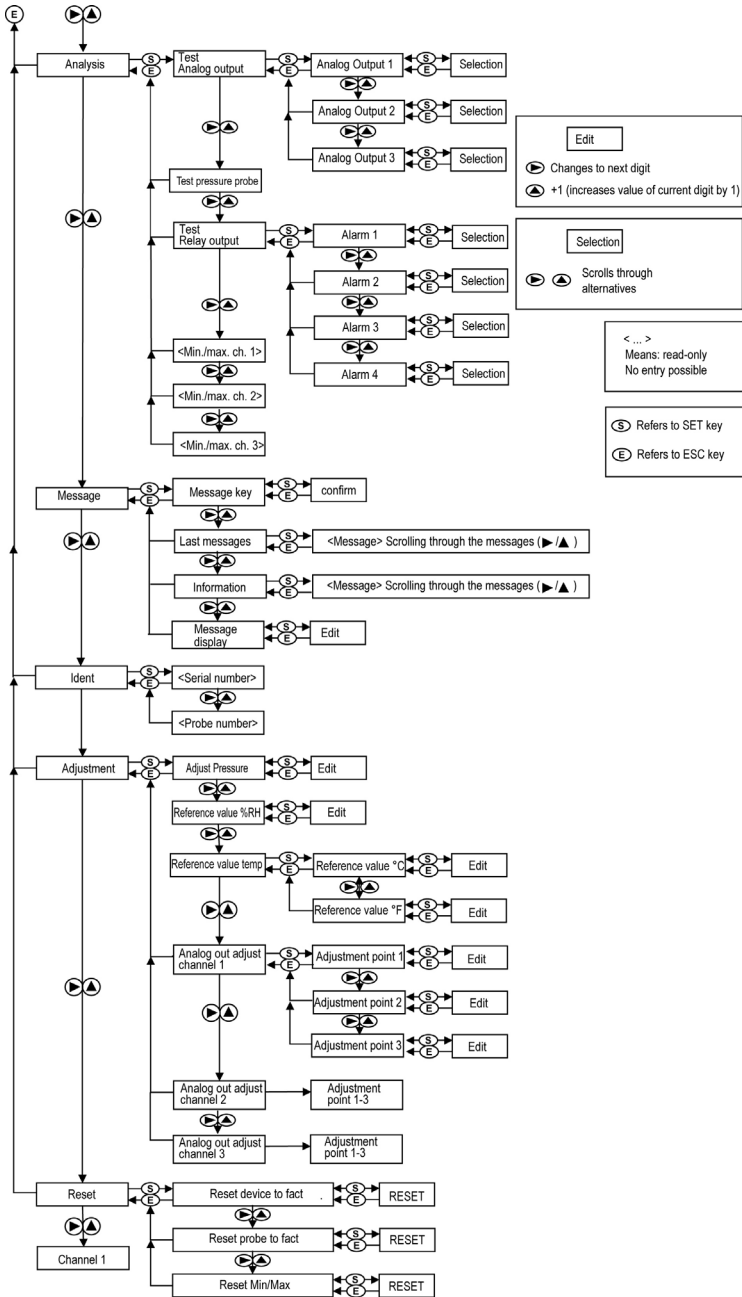 E
Analysis
S
E
Test
Analog output
S
E
Analog Output 1
S
E
Selection
Analog Output 2
S
E
Selection
Analog Output 3
S
E
Selection
Test pressure probe
Test
Relay output
S
E
Alarm 1
S
E
Selection
Alarm 2
S
E
Selection
Alarm 3
S
E
Selection
Alarm 4
S
E
Selection
<Min./max. ch. 1>
<Min./max. ch. 2>
<Min./max. ch. 3>
Edit
Changes to next digit
+1 (increases value of current digit by 1)
Selection
Scrolls through
alternatives
< ... >
Means: read-only
No entry possible
S Refers to SET key
E Refers to ESC key
Message
S
E
Message key
S
E
confirm
Last messages
S
E
<Message> Scrolling through the messages (▶/▲ )
Information
S
E
<Message> Scrolling through the messages (▶/▲ )
Message
display
S
E
Edit
Ident
S
E
<Serial number>
<Probe number>
Adjustment
S
E
Adjust Pressure
S
E
Edit
Reference value %RH
S
E
Edit
Reference value temp
S
E
Reference value °C
S
E
Edit
Reference value °F
S
E
Edit
Analog out adjust
channel 1
S
E
Adjustment point 1
S
E
Edit
Adjustment point 2
S
E
Edit
Adjustment point 3
S
E
Edit
Analog out adjust
channel 2
Adjustment
point 1-3
Analog out adjust
channel 3
Adjustment
point 1-3
Reset
S
E
Reset device to fact .
S
E
RESET
Reset probe to fact
S
E
RESET
Reset Min/Max
S
E
RESET
Channel 1